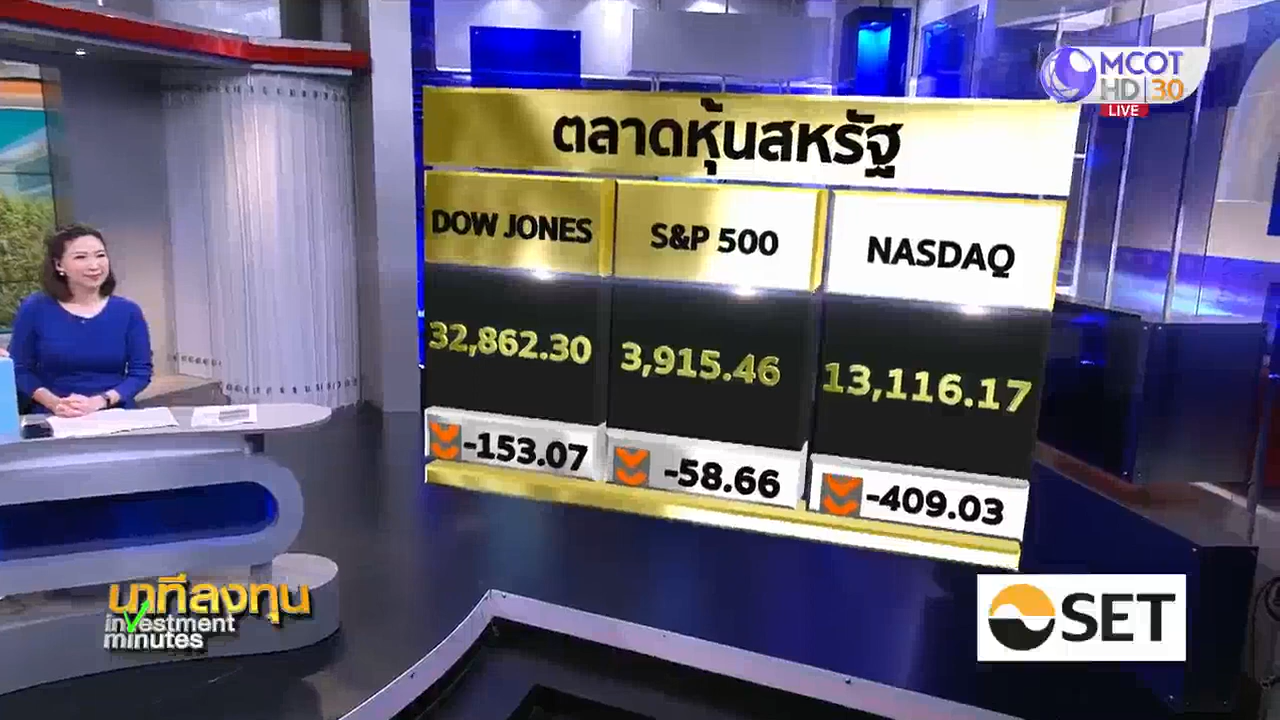 MCOT
HD 30
LIVE
ตลาดหุ้นสหรัฐ
DOW JONES
S&P 500
NASDAQ
32,862.30
3,915.46
13,116.17
-153.07
-58.66
-409.03
นาทีลงทุน
investment
minutes
SET